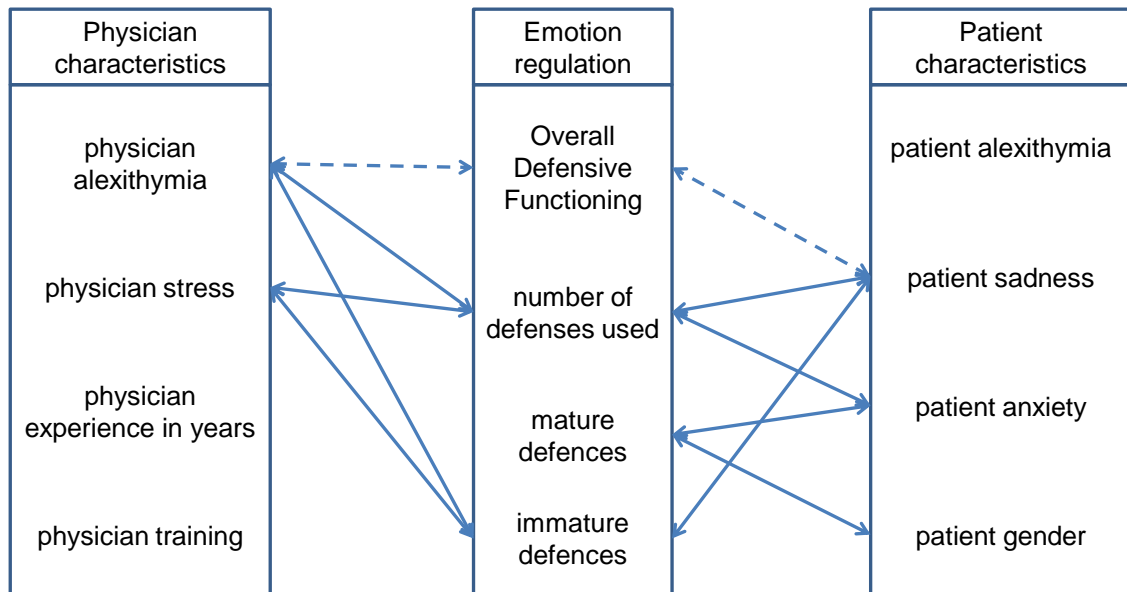 Physician
characteristics
physician
alexithymia
physician stress
physician
experience in years
physician training
Emotion
regulation
Overall
Defensive
Functioning
number of
defenses used
mature
defences
immature
defences
Patient
characteristics
patient alexithymia
patient sadness
patient anxiety
patient gender